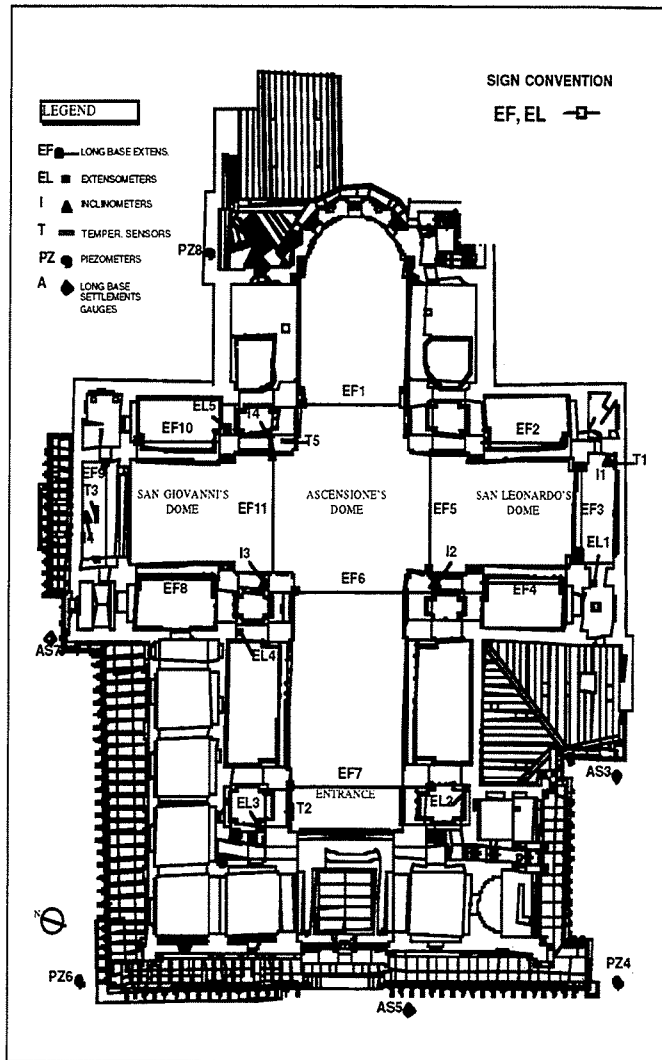 SIGN CONVENTION
EF, EL
LEGEND
EF LONG BASE EXTENS.
EL EXTENSOMETERS
I INCLINOMETERS
T TEMPER. SENSORS
PZ PIEZOMETERS
A LONG BASE
SETTLEMENTS
GAUGES
PZ8
EF1
EL5
T4
EF10
EF2
T5
T1
EF9
I1
T3
SAN GIOVANNI'S
DOME
EF11
ASCENSIONE'S
DOME
EF5
SAN LEONARDO'S
DOME
EF3
EL1
I3
I2
EF8
EF6
EF4
AS7
EL4
EF7
AS3
ENTRANCE
EL3
T2
EL2
N
PZ6
PZ4
AS5